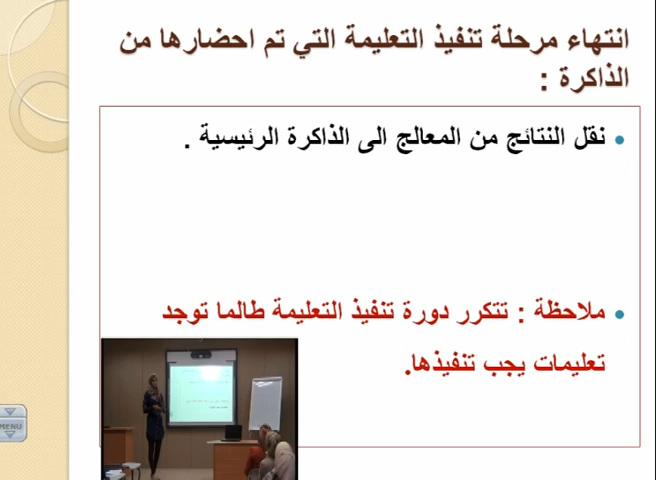 انتهاء مرحلة تنفيذ التعليمة التي تم احضارها من
الذاكرة :
نقل النتائج من المعالج الى الذاكرة الرئيسية .
ملاحظة : تتكرر دورة تنفيذ التعليمة طالما توجد
تعليمات يجب تنفيذها.
MENU